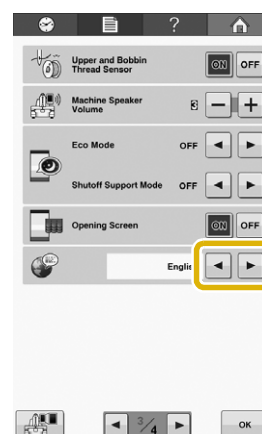 ?
Upper and Bobbin
Thread Sensor
ON OFF
Machine Speaker
Volume
3
Eco Mode OFF
Shutoff Support Mode OFF
Opening Screen ON OFF
3/4
OK